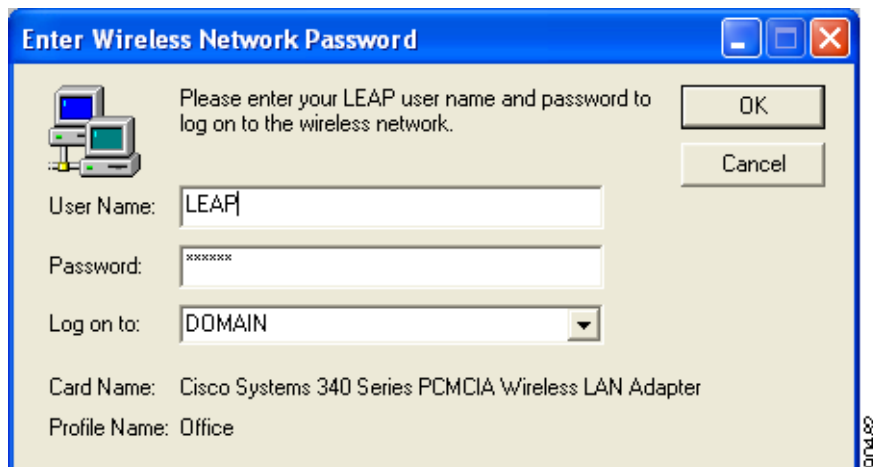 Enter Wireless Network Password
Please enter your LEAP user name and password to
log on to the wireless network.
OK
Cancel
User Name: LEAP
Password: ******
Log on to: DOMAIN
Card Name: Cisco Systems 340 Series PCMCIA Wireless LAN Adapter
Profile Name: Office
90482